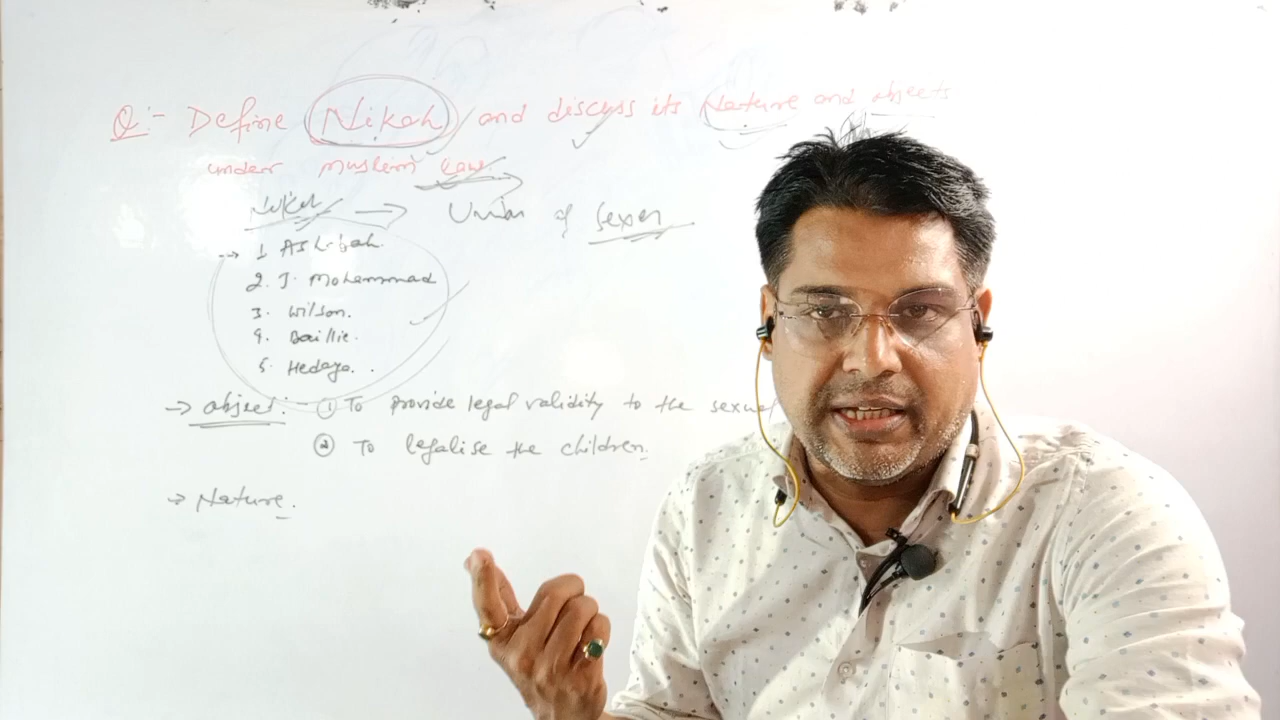 Q:- Define Nikah and discuss its Nature and objects
under muslim Law.
Nikah → Union of Sexes
→ 1 Ashabah.
2. J. Mohammad
3. Wilson.
4. Baillie.
5. Hedaya.
→ object:- ① To provide legal validity to the sexual
② To legalise the children.
→ Nature.